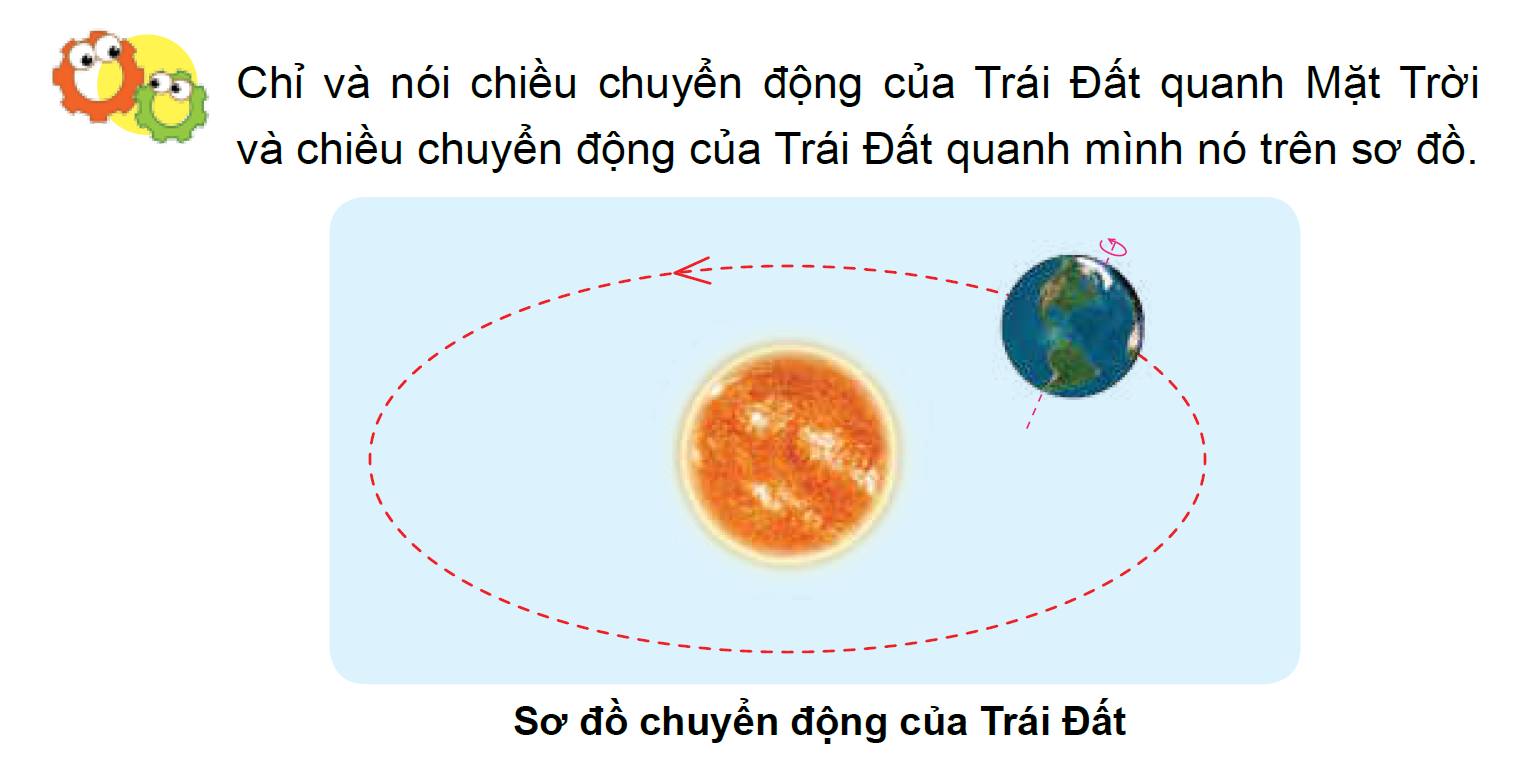 Chỉ và nói chiều chuyển động của Trái Đất quanh Mặt Trời
và chiều chuyển động của Trái Đất quanh mình nó trên sơ đồ.
Sơ đồ chuyển động của Trái Đất